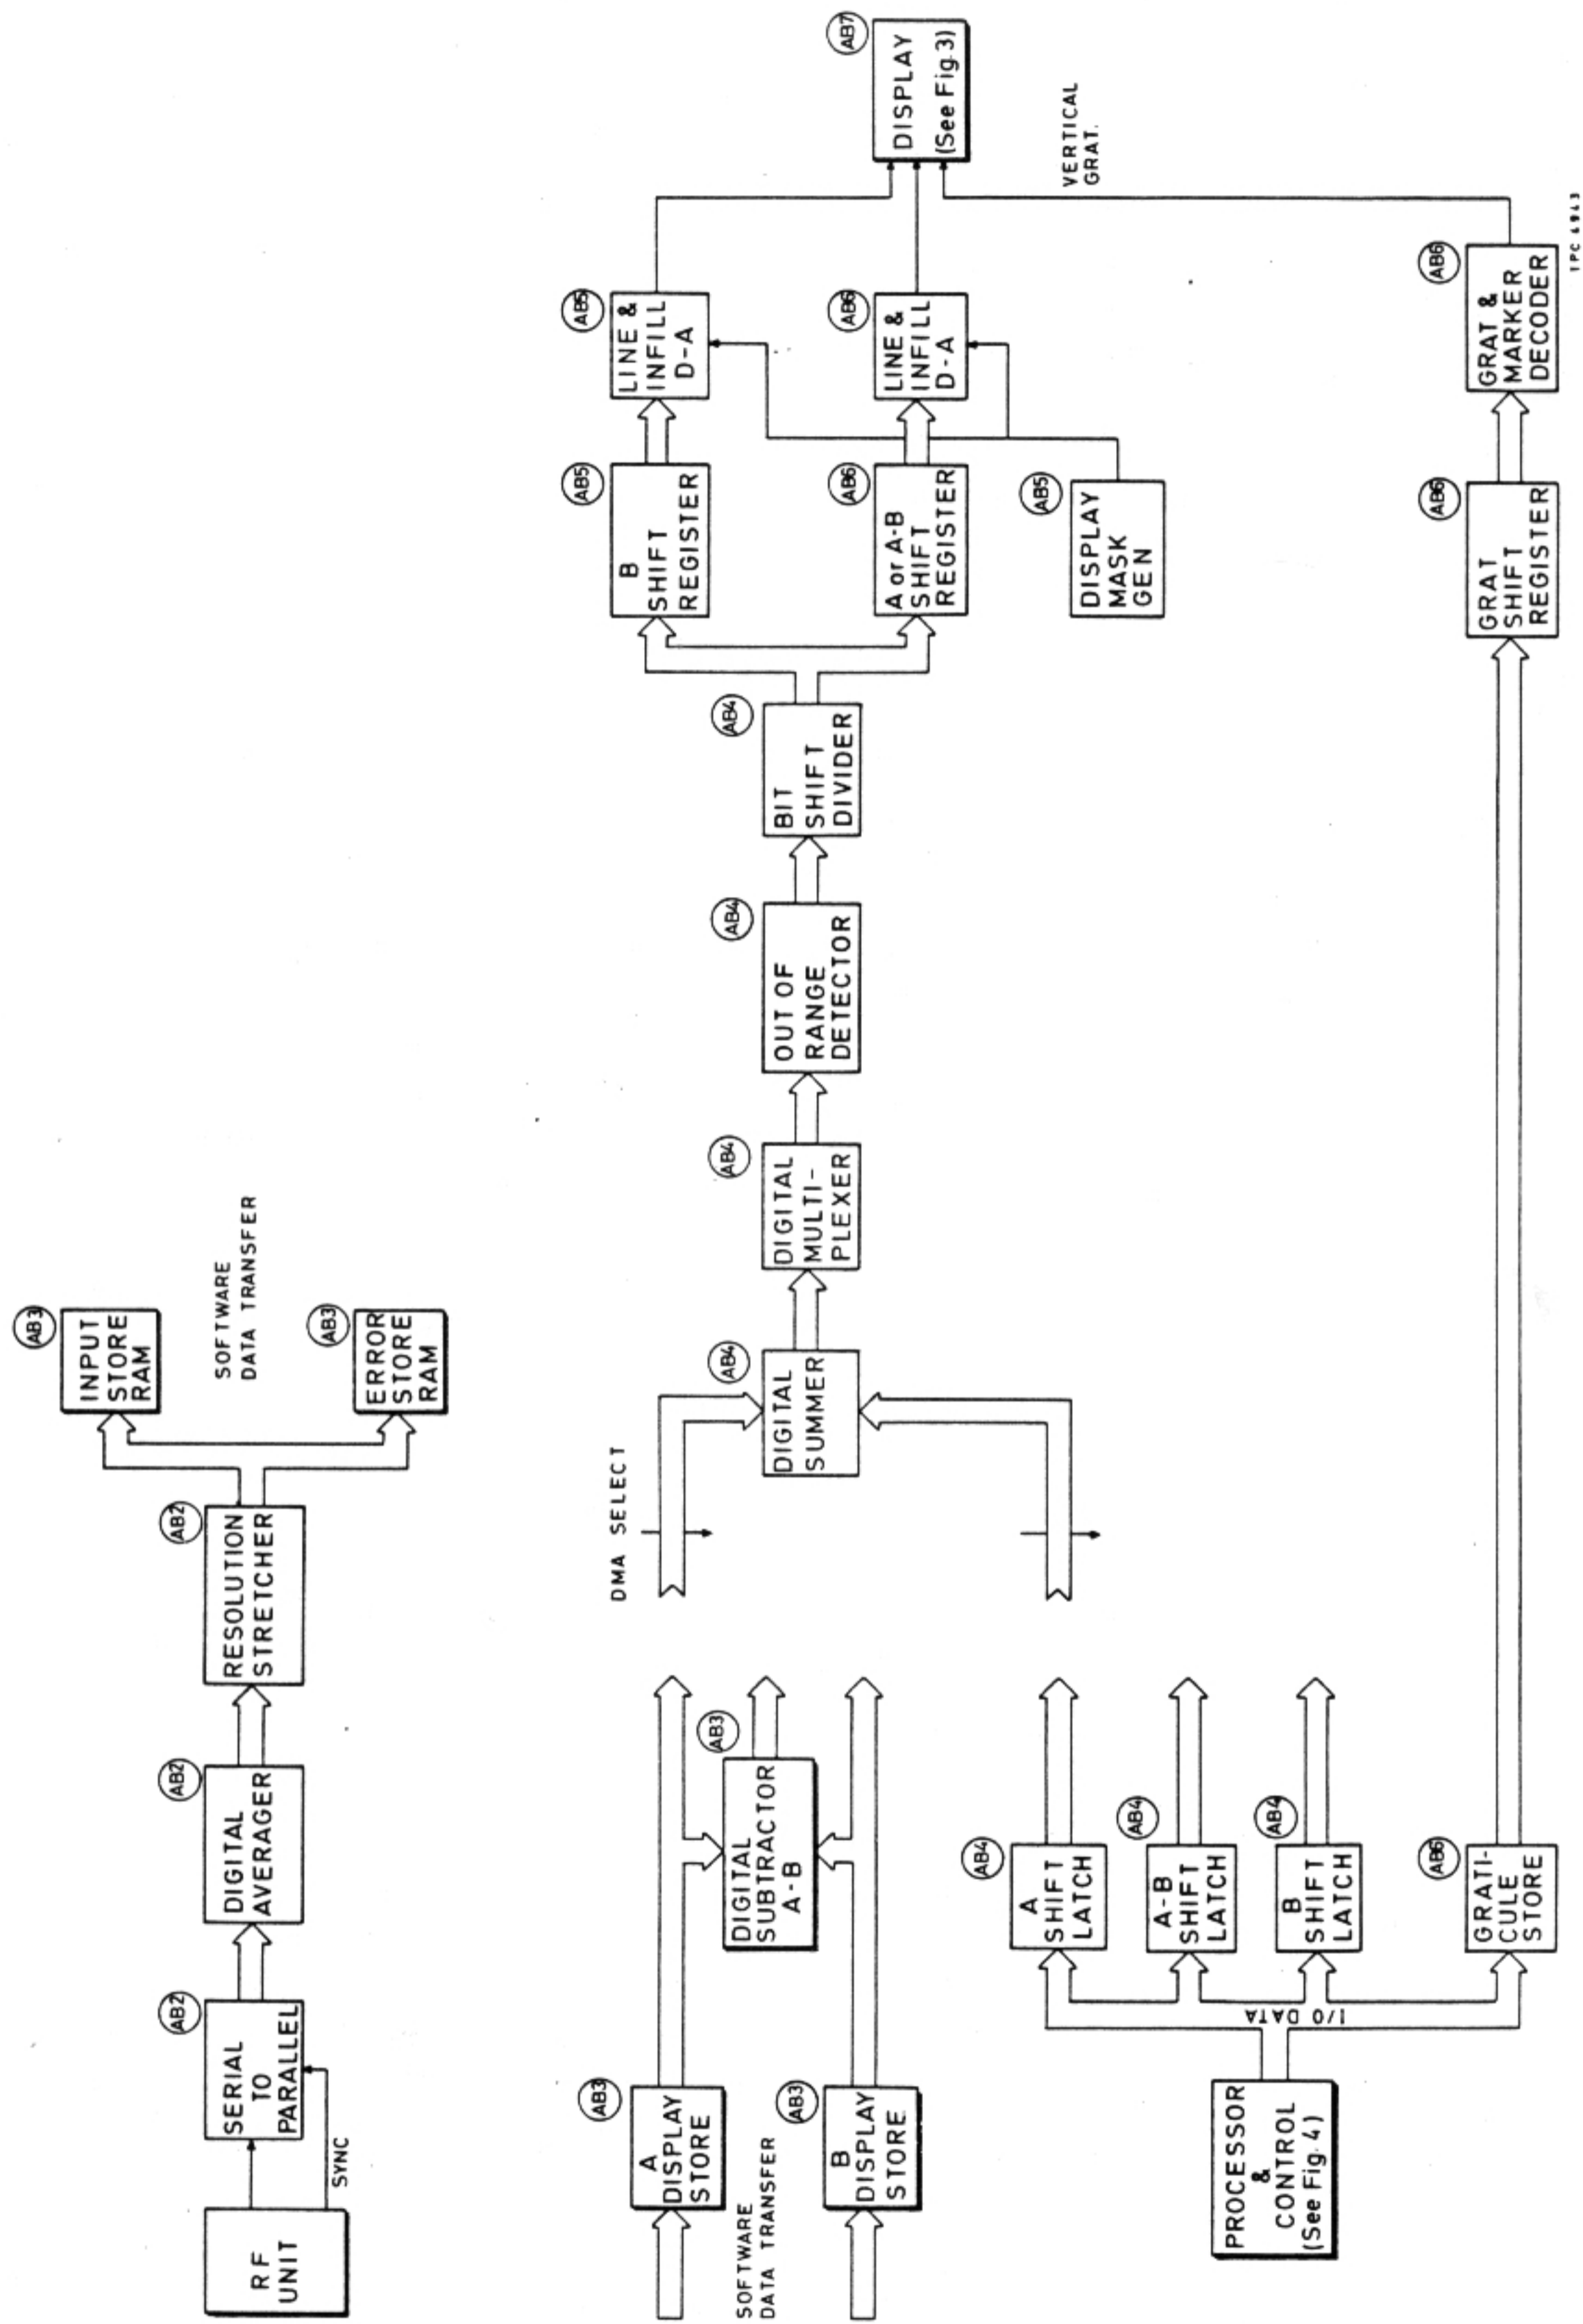 AB2
AB2
AB2
AB3
RF
UNIT
SYNC
SERIAL
TO
PARALLEL
DIGITAL
AVERAGER
RESOLUTION
STRETCHER
INPUT
STORE
RAM
SOFTWARE
DATA TRANSFER
AB3
ERROR
STORE
RAM
AB3
A
DISPLAY
STORE
SOFTWARE
DATA TRANSFER
AB3
B
DISPLAY
STORE
AB3
DIGITAL
SUBTRACTOR
A-B
DMA SELECT
AB4
DIGITAL
SUMMER
AB4
DIGITAL
MULTI-
PLEXER
AB4
OUT OF
RANGE
DETECTOR
AB4
BIT
SHIFT
DIVIDER
AB5
B
SHIFT
REGISTER
AB6
A or A-B
SHIFT
REGISTER
AB5
DISPLAY
MASK
GEN
AB5
LINE &
INFILL
D-A
AB6
LINE &
INFILL
D-A
AB7
DISPLAY
(See Fig 3)
VERTICAL
GRAT.
PROCESSOR
&
CONTROL
(See Fig. 4)
I/O DATA
AB4
A
SHIFT
LATCH
AB4
A-B
SHIFT
LATCH
AB4
B
SHIFT
LATCH
AB6
GRATI-
CULE
STORE
AB6
GRAT
SHIFT
REGISTER
AB6
GRAT &
MARKER
DECODER
TPC 4943